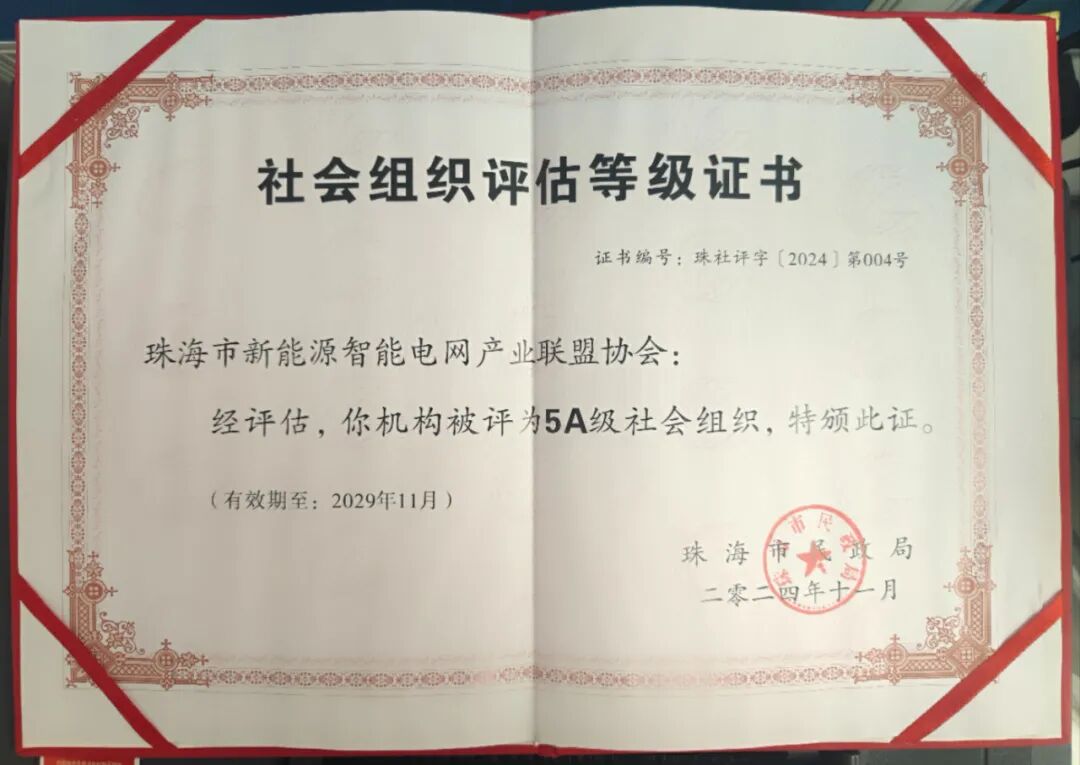 社会组织评估等级证书
证书编号：珠社评字〔2024〕第004号
珠海市新能源智能电网产业联盟协会：
经评估，你机构被评为5A级社会组织，特颁此证。
（有效期至：2029年11月）
珠海市民政局
二零二四年十一月